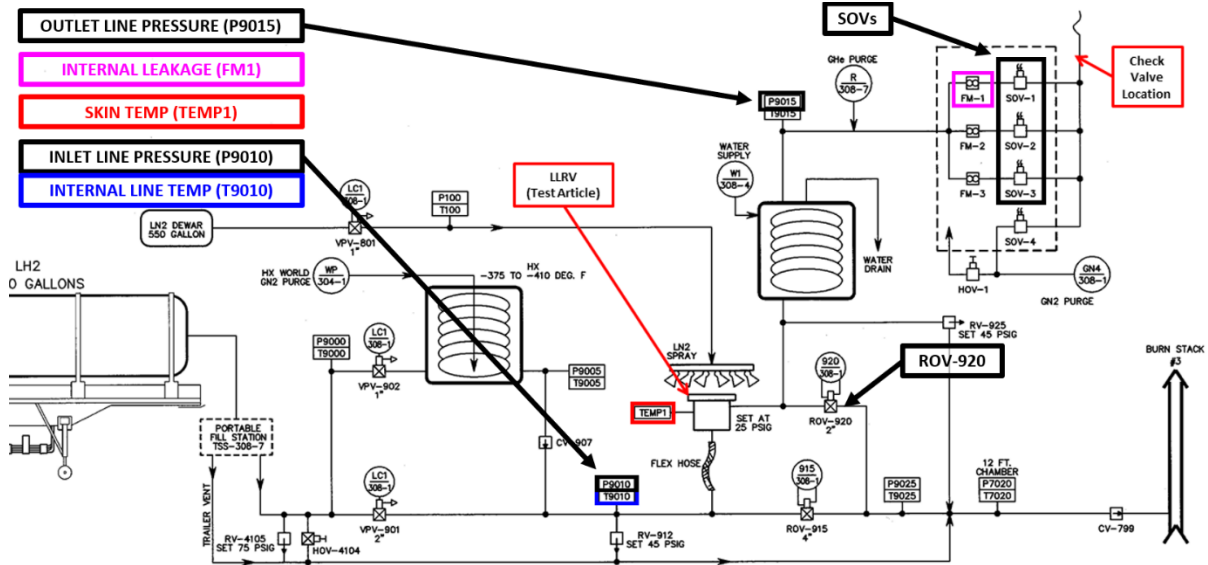 OUTLET LINE PRESSURE (P9015)
INTERNAL LEAKAGE (FM1)
SKIN TEMP (TEMP1)
INLET LINE PRESSURE (P9010)
INTERNAL LINE TEMP (T9010)
SOVs
Check
Valve
Location
GHe PURGE
R
308-7
P9015
T9015
FM-1
SOV-1
FM-2
SOV-2
FM-3
SOV-3
SOV-4
HOV-1
GN4
308-1
GN2 PURGE
WATER
SUPPLY
W1
308-4
WATER
DRAIN
LLRV
(Test Article)
LC1
308-1
P100
T100
LN2 DEWAR
550 GALLON
VPV-801
1"
LH2
0 GALLONS
HX WORLD
GN2 PURGE
WP
304-1
HX
-375 TO -410 DEG. F
P9000
T9000
LC1
308-1
VPV-902
1"
P9005
T9005
CV-907
LN2
SPRAY
TEMP1
SET AT
25 PSIG
FLEX HOSE
920
308-1
ROV-920
2"
ROV-920
RV-925
SET 45 PSIG
BURN STACK
#3
PORTABLE
FILL STATION
TSS-308-7
TRAILER VENT
LC1
308-1
VPV-901
2"
P9010
T9010
915
308-1
ROV-915
4"
P9025
T9025
12 FT.
CHAMBER
P7020
T7020
CV-799
RV-4105
SET 75 PSIG
HOV-4104
RV-912
SET 45 PSIG